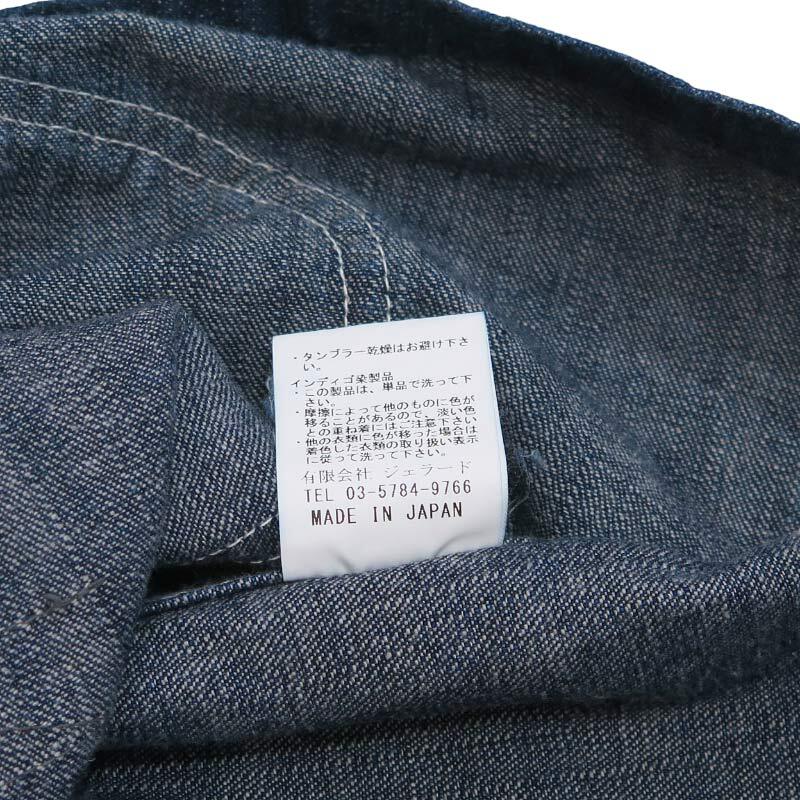 ・タンブラー乾燥はお避け下さ
い。
インディゴ染製品
・この製品は、単品で洗って下
さい。
・摩擦によって他のものに色が
移ることがあるので、淡い色
との重ね着にはご注意下さい
・他の衣類に色が移った場合は
着色した衣類の取り扱い表示
に従って洗って下さい。
有限会社 ジェラード
TEL 03-5784-9766
MADE IN JAPAN